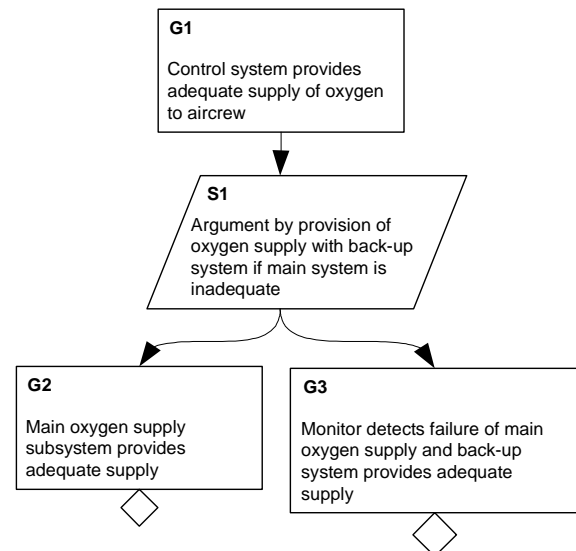 G1
Control system provides
adequate supply of oxygen
to aircrew
S1
Argument by provision of
oxygen supply with back-up
system if main system is
inadequate
G2
Main oxygen supply
subsystem provides
adequate supply
G3
Monitor detects failure of main
oxygen supply and back-up
system provides adequate
supply